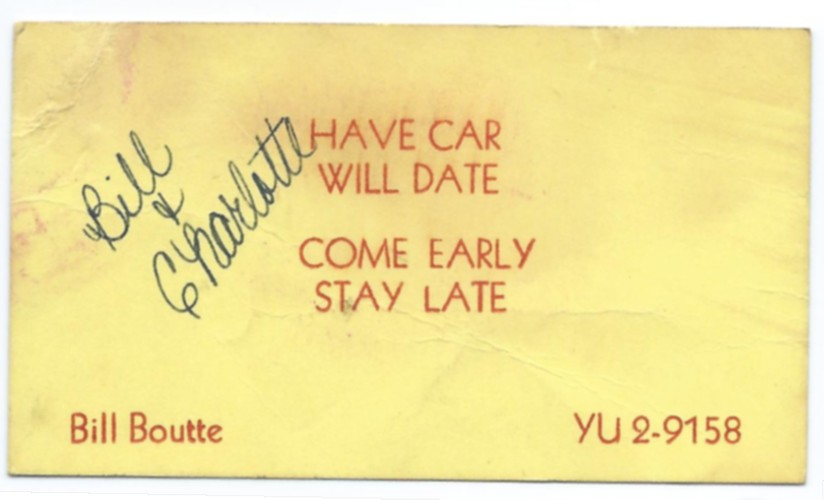 Bill
&
Charlotte
HAVE CAR
WILL DATE
COME EARLY
STAY LATE
Bill Boutte
YU 2-9158